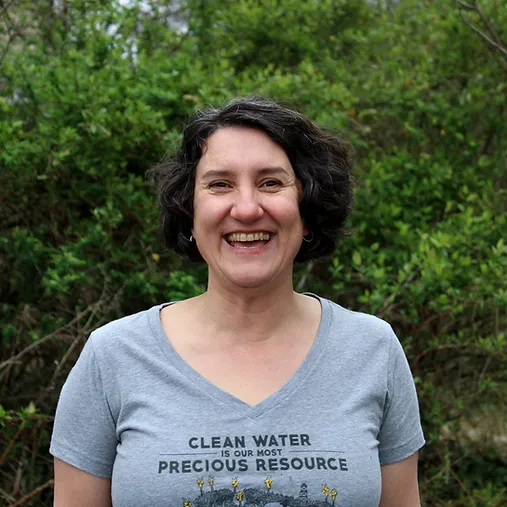 CLEAN WATER
IS OUR MOST
PRECIOUS RESOURCE